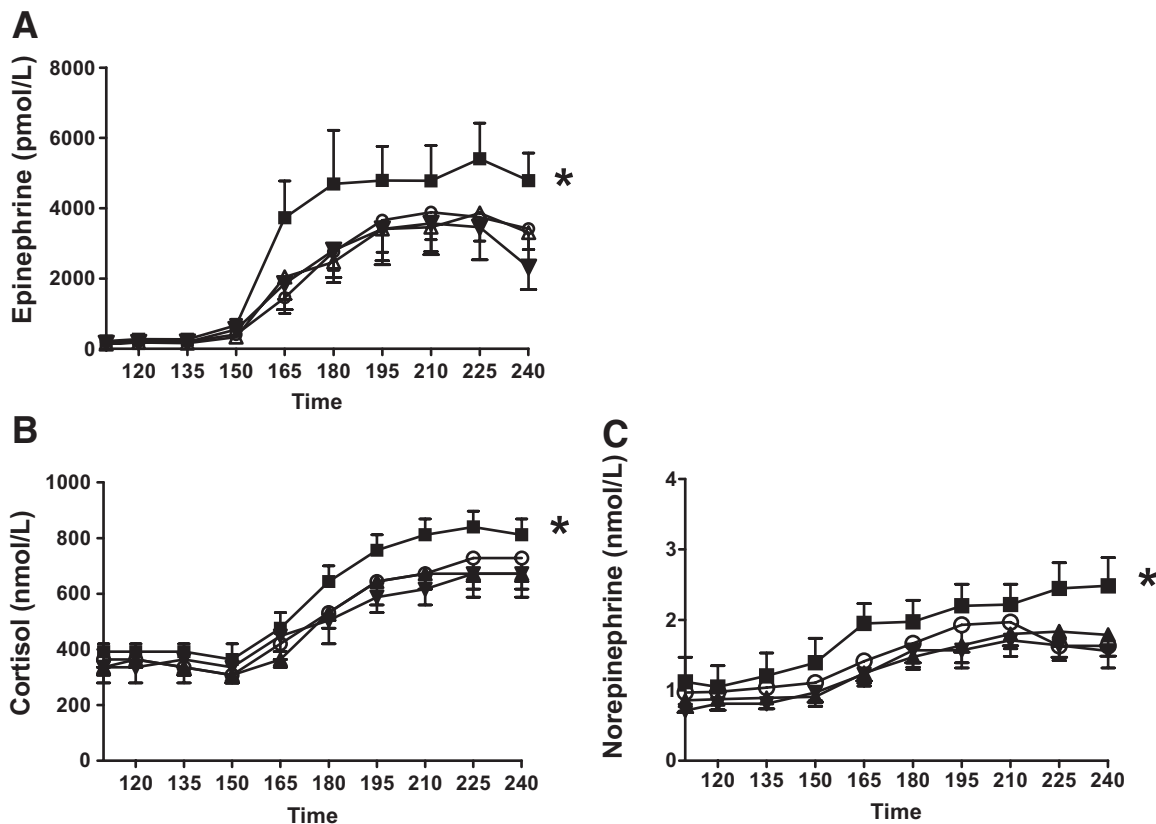 A
Epinephrine (pmol/L)
8000
6000
4000
2000
0
120 135 150 165 180 195 210 225 240
Time
*
B
Cortisol (nmol/L)
1000
800
600
400
200
0
120 135 150 165 180 195 210 225 240
Time
*
C
Norepinephrine (nmol/L)
4
3
2
1
0
120 135 150 165 180 195 210 225 240
Time
*